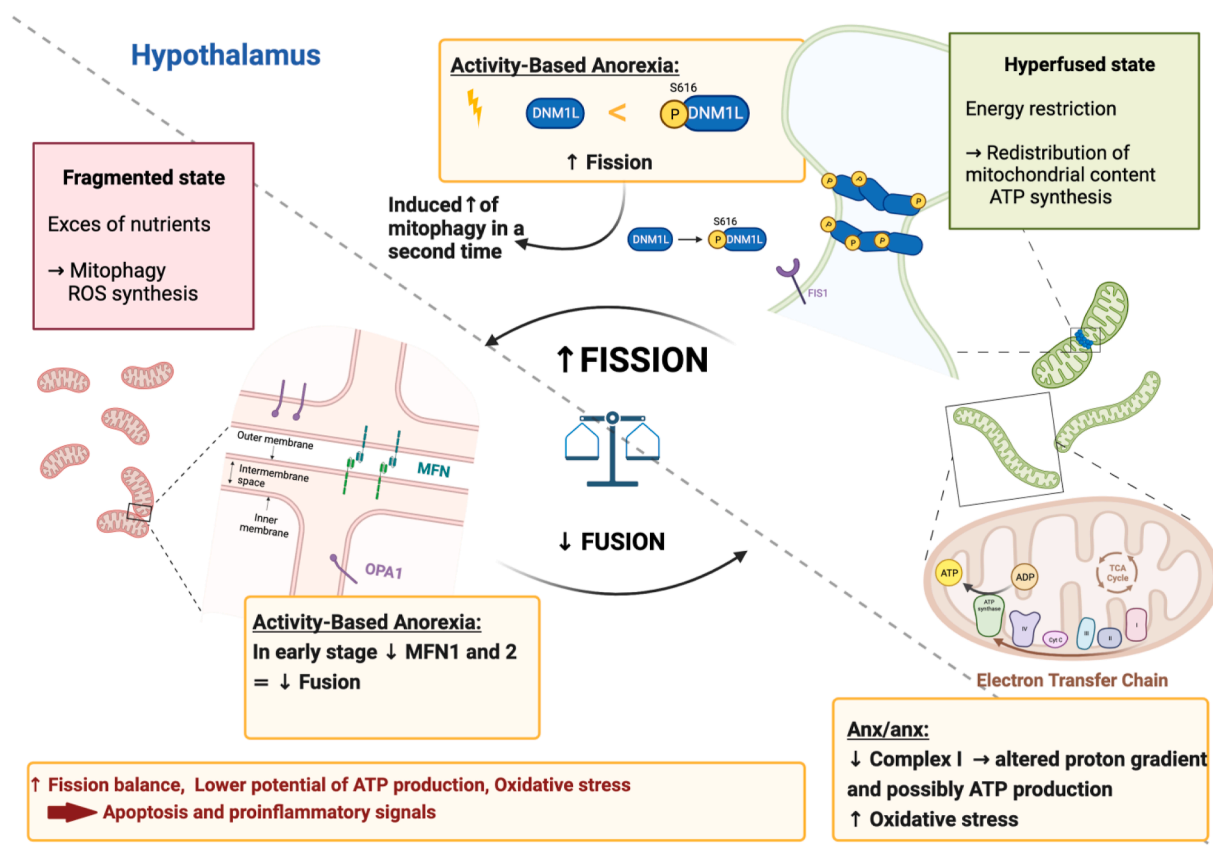 Hypothalamus
Activity-Based Anorexia:
S616
DNM1L < P DNM1L
↑ Fission
Hyperfused state
Energy restriction
→ Redistribution of
mitochondrial content
ATP synthesis
Fragmented state
Exces of nutrients
→ Mitophagy
ROS synthesis
Induced ↑ of
mitophagy in a
second time
S616
DNM1L → P DNM1L
P
P
P
P
P
P
FIS1
↑FISSION
↓ FUSION
Outer membrane
MFN
Intermembrane
space
Inner
membrane
OPA1
ATP
ADP
TCA
Cycle
ATP
synthase
IV
Cyt C
III
II
I
Electron Transfer Chain
Activity-Based Anorexia:
In early stage ↓ MFN1 and 2
= ↓ Fusion
Anx/anx:
↓ Complex I → altered proton gradient
and possibly ATP production
↑ Oxidative stress
↑ Fission balance, Lower potential of ATP production, Oxidative stress
Apoptosis and proinflammatory signals